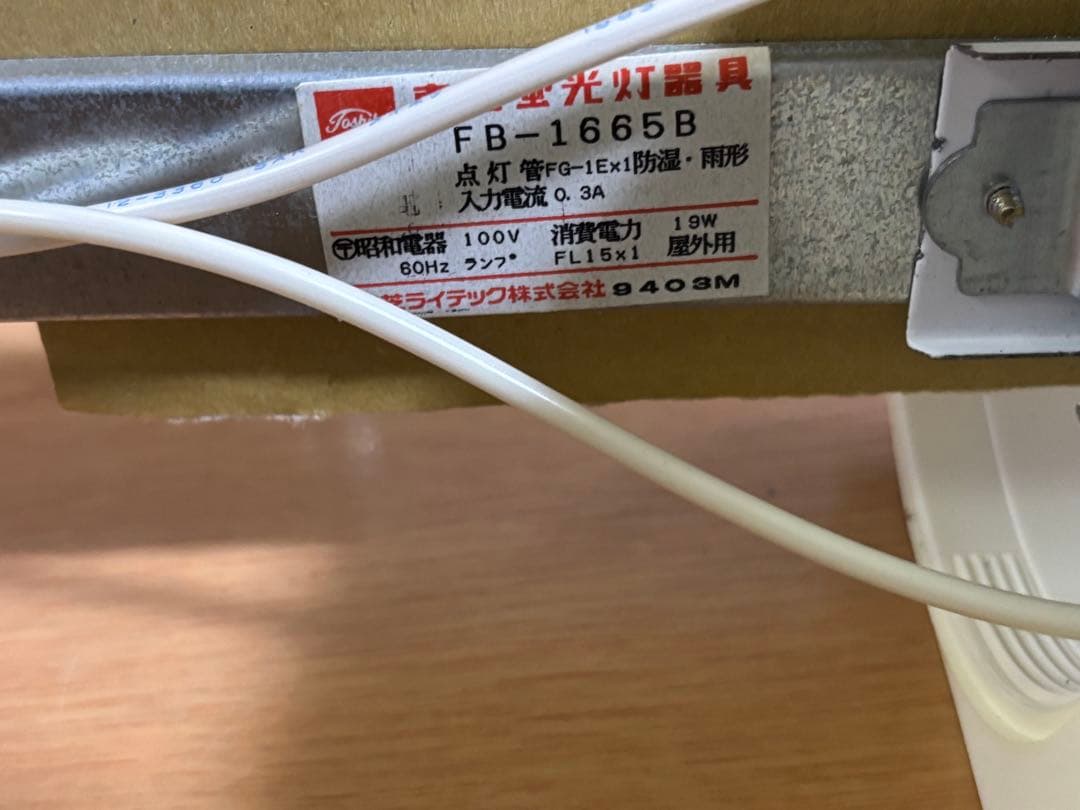 光灯器具
FB-1665B
点灯管FG-1E×1防湿・雨形
入力電流 0.3A
〒昭和電器 100V 消費電力 19W
60Hz ランプ FL15×1 屋外用
ライテック株式会社 9403M